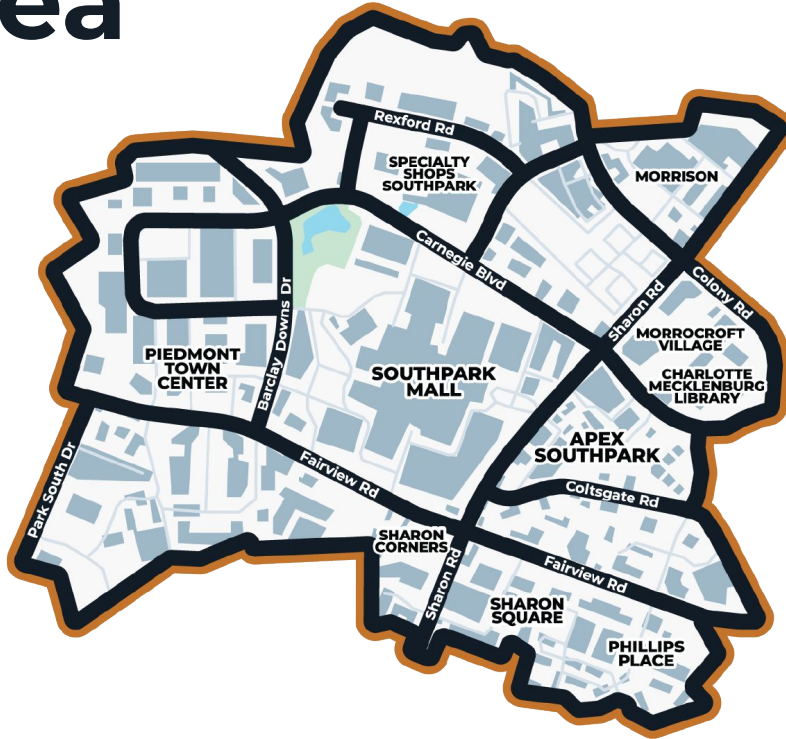 ea
Rexford Rd
SPECIALTY
SHOPS
SOUTHPARK
MORRISON
Carnegie Blvd
Colony Rd
Sharon Rd
MORROCROFT
VILLAGE
CHARLOTTE
MECKLENBURG
LIBRARY
Barclay Downs Dr
PIEDMONT
TOWN
CENTER
SOUTHPARK
MALL
APEX
SOUTHPARK
Park South Dr
Fairview Rd
Coltsgate Rd
SHARON
CORNERS
Sharon Rd
Fairview Rd
SHARON
SQUARE
PHILLIPS
PLACE